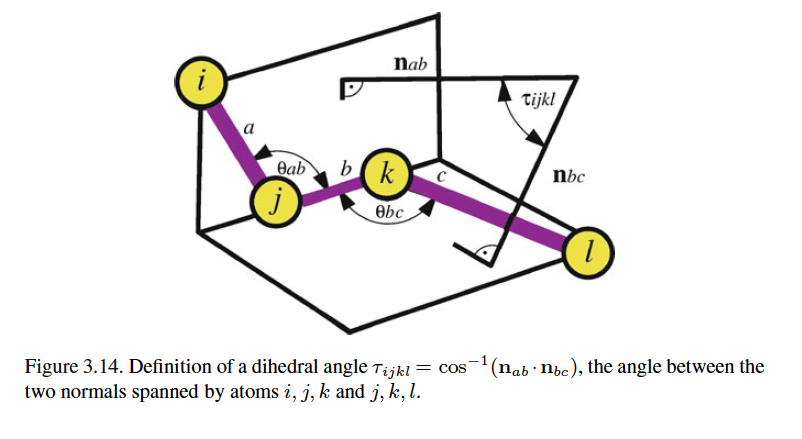 nab
i
τijkl
a
θab
b
k
c
nbc
j
θbc
l
Figure 3.14. Definition of a dihedral angle τijkl = cos−1(nab · nbc), the angle between the
two normals spanned by atoms i, j, k and j, k, l.